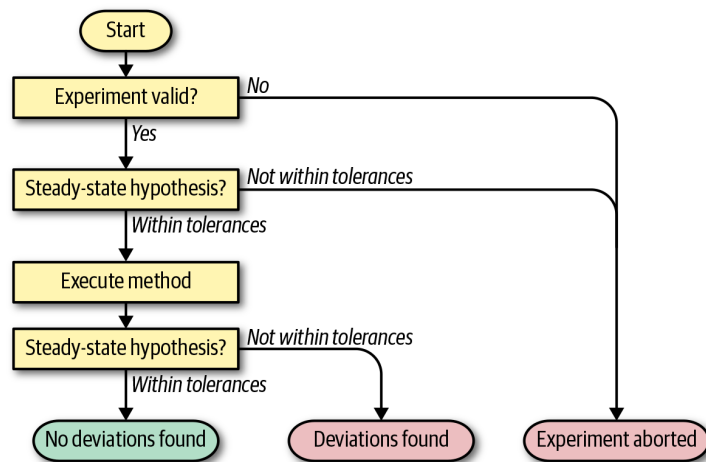 Start
Experiment valid?
No
Yes
Steady-state hypothesis?
Not within tolerances
Within tolerances
Execute method
Steady-state hypothesis?
Not within tolerances
Within tolerances
No deviations found
Deviations found
Experiment aborted